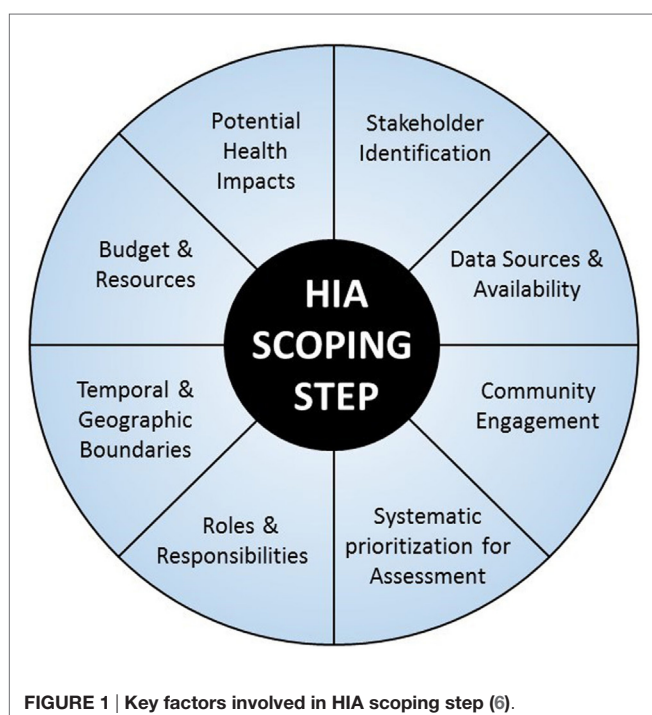 Potential
Health
Impacts
Stakeholder
Identification
Data Sources &
Availability
Community
Engagement
Systematic
prioritization for
Assessment
Roles &
Responsibilities
Temporal &
Geographic
Boundaries
Budget &
Resources
HIA
SCOPING
STEP
FIGURE 1 | Key factors involved in HIA scoping step (6).